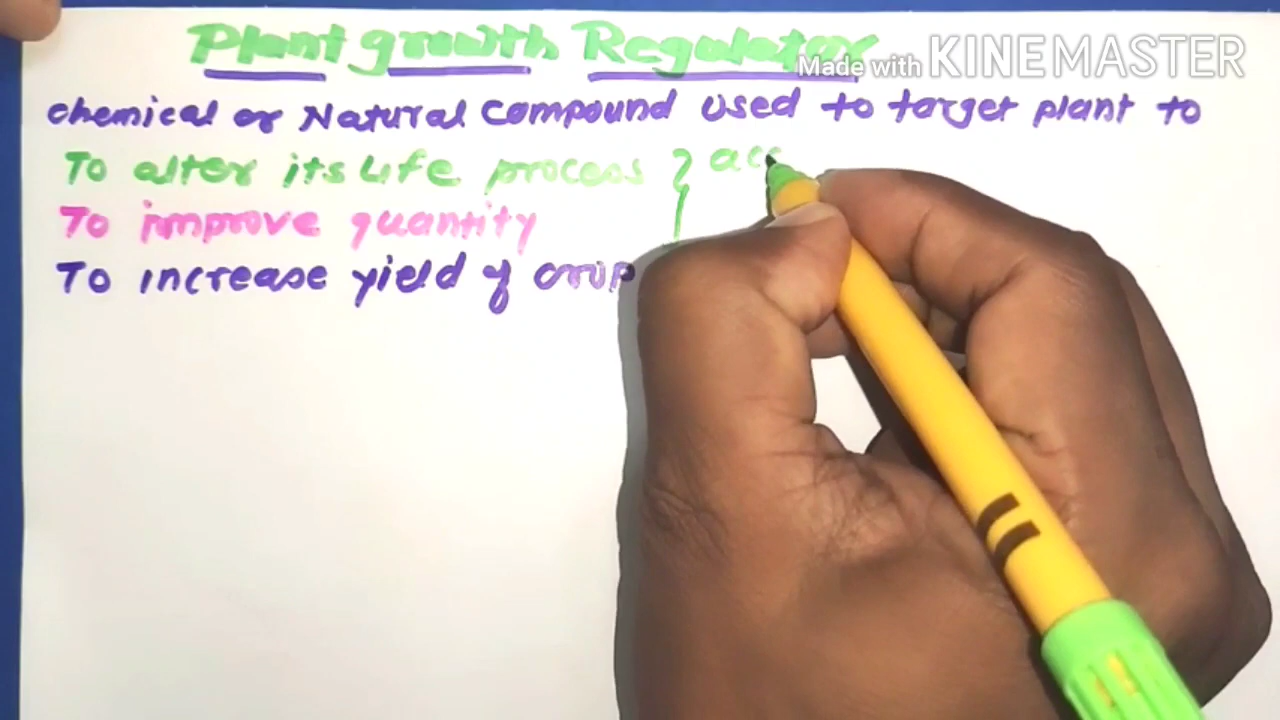 Plant growth Regulator
Made with KINEMASTER
chemical or Natural Compound used to target plant to
To alter its Life process } acc
To improve quantity
To increase yield of crop